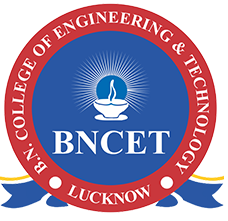 B.N. COLLEGE OF ENGINEERING & TECHNOLOGY
BNCET
LUCKNOW